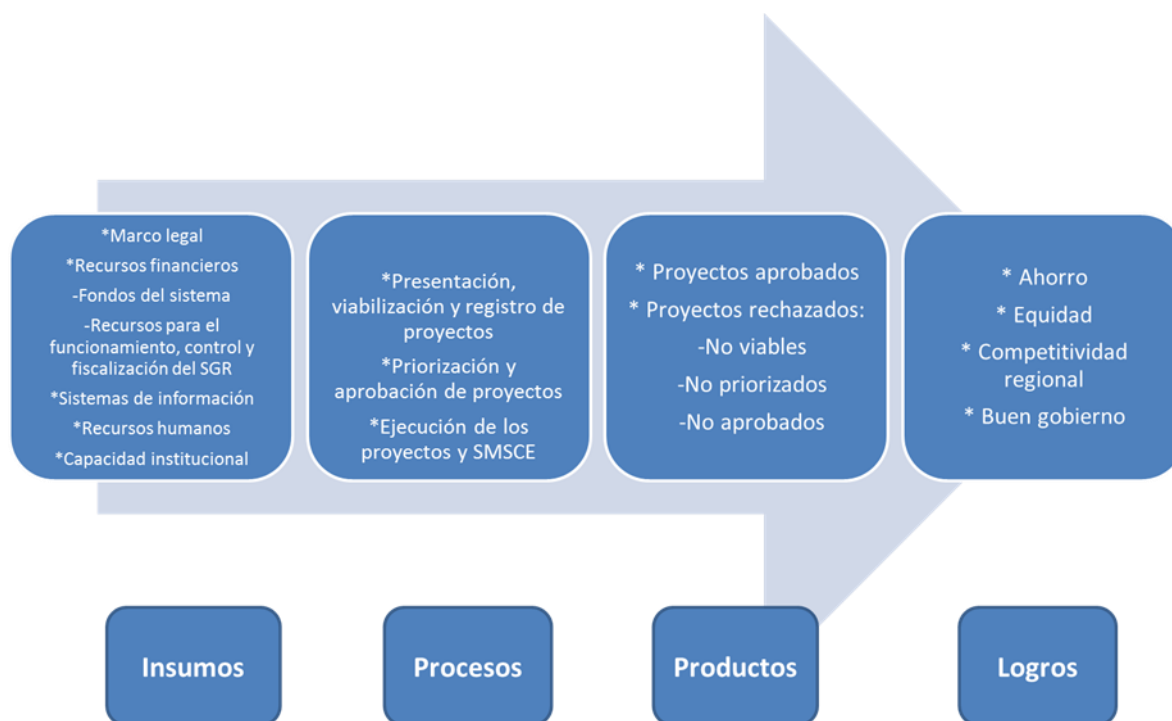 *Marco legal
*Recursos financieros
-Fondos del sistema
-Recursos para el
funcionamiento, control y
fiscalización del SGR
*Sistemas de información
*Recursos humanos
*Capacidad institucional
*Presentación,
viabilización y registro de
proyectos
*Priorización y
aprobación de proyectos
*Ejecución de los
proyectos y SMSCE
* Proyectos aprobados
* Proyectos rechazados:
-No viables
-No priorizados
-No aprobados
* Ahorro
* Equidad
* Competitividad
regional
* Buen gobierno
Insumos
Procesos
Productos
Logros